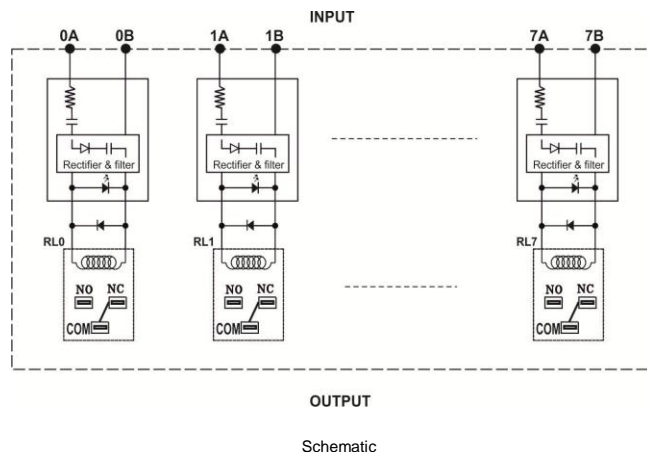 INPUT
0A 0B 1A 1B 7A 7B
Rectifier & filter Rectifier & filter Rectifier & filter
RL0 RL1 RL7
NO NC NO NC NO NC
COM COM COM
OUTPUT
Schematic